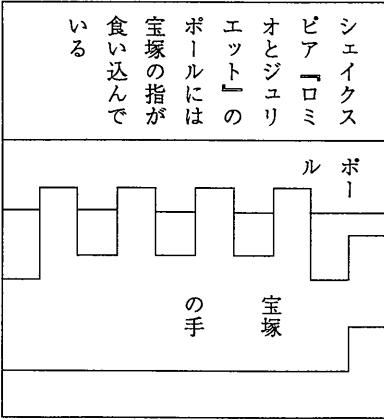 シェイクス
ピア『ロミ
オとジュリ
エット』の
ポールには
宝塚の指が
食い込んで
いる
ポー
ル
宝塚
の手